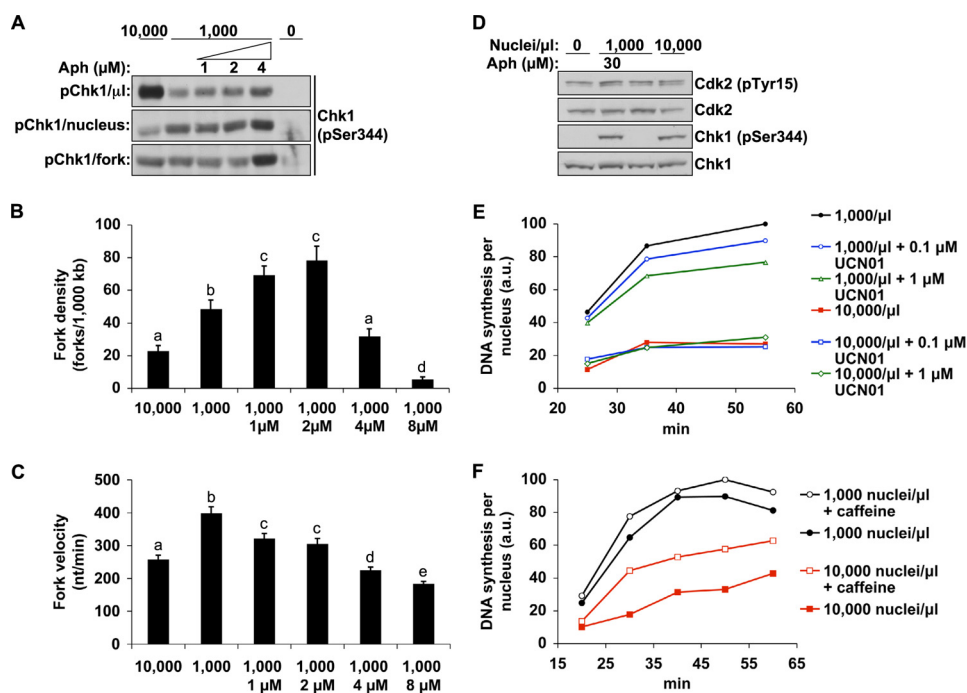 A
10,000 1,000 0
Aph (μM): 1 2 4
pChk1/μl:
pChk1/nucleus:
pChk1/fork:
Chk1
(pSer344)
B
Fork density
(forks/1,000 kb)
100
80
60
40
20
0
a b c c a d
10,000 1,000 1,000 1,000 1,000 1,000
1μM 2μM 4μM 8μM
C
Fork velocity
(nt/min)
500
400
300
200
100
0
a b c c d e
10,000 1,000 1,000 1,000 1,000 1,000
1 μM 2 μM 4 μM 8 μM
D
Nuclei/μl: 0 1,000 10,000
Aph (μM): 30
Cdk2 (pTyr15)
Cdk2
Chk1 (pSer344)
Chk1
E
DNA synthesis per
nucleus (a.u.)
100
80
60
40
20
0
20 30 40 50 60
min
1,000/μl
1,000/μl + 0.1 μM
UCN01
1,000/μl + 1 μM
UCN01
10,000/μl
10,000/μl + 0.1 μM
UCN01
10,000/μl + 1 μM
UCN01
F
DNA synthesis per
nucleus (a.u.)
100
80
60
40
20
0
15 25 35 45 55 65
min
1,000 nuclei/μl
+ caffeine
1,000 nuclei/μl
10,000 nuclei/μl
+ caffeine
10,000 nuclei/μl